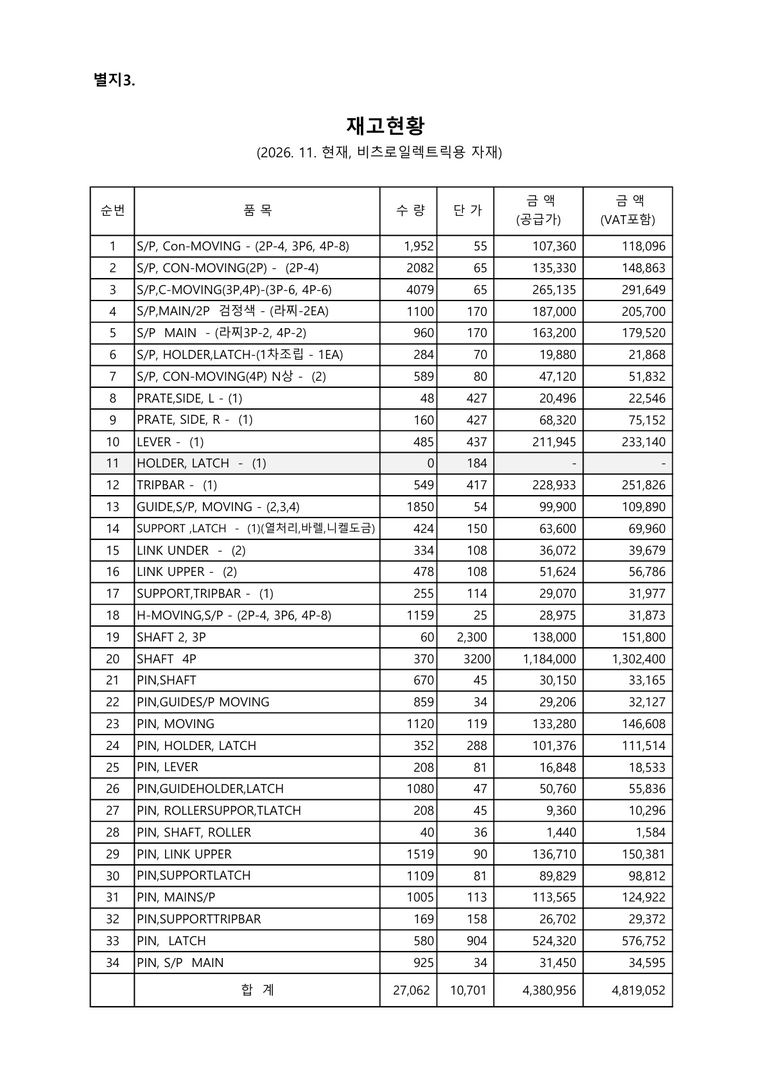 별지3.
재고현황
(2026. 11. 현재, 비츠로일렉트릭용 자재)
순번 품 목 수 량 단 가 금 액 (공급가) 금 액 (VAT포함)
1 S/P, Con-MOVING - (2P-4, 3P6, 4P-8) 1,952 55 107,360 118,096
2 S/P, CON-MOVING(2P) - (2P-4) 2082 65 135,330 148,863
3 S/P,C-MOVING(3P,4P)-(3P-6, 4P-6) 4079 65 265,135 291,649
4 S/P,MAIN/2P 검정색 - (라찌-2EA) 1100 170 187,000 205,700
5 S/P MAIN - (라찌3P-2, 4P-2) 960 170 163,200 179,520
6 S/P, HOLDER,LATCH-(1차조립 - 1EA) 284 70 19,880 21,868
7 S/P, CON-MOVING(4P) N상 - (2) 589 80 47,120 51,832
8 PRATE,SIDE, L - (1) 48 427 20,496 22,546
9 PRATE, SIDE, R - (1) 160 427 68,320 75,152
10 LEVER - (1) 485 437 211,945 233,140
11 HOLDER, LATCH - (1) 0 184 - -
12 TRIPBAR - (1) 549 417 228,933 251,826
13 GUIDE,S/P, MOVING - (2,3,4) 1850 54 99,900 109,890
14 SUPPORT ,LATCH - (1)(열처리,바렐,니켈도금) 424 150 63,600 69,960
15 LINK UNDER - (2) 334 108 36,072 39,679
16 LINK UPPER - (2) 478 108 51,624 56,786
17 SUPPORT,TRIPBAR - (1) 255 114 29,070 31,977
18 H-MOVING,S/P - (2P-4, 3P6, 4P-8) 1159 25 28,975 31,873
19 SHAFT 2, 3P 60 2,300 138,000 151,800
20 SHAFT 4P 370 3200 1,184,000 1,302,400
21 PIN,SHAFT 670 45 30,150 33,165
22 PIN,GUIDES/P MOVING 859 34 29,206 32,127
23 PIN, MOVING 1120 119 133,280 146,608
24 PIN, HOLDER, LATCH 352 288 101,376 111,514
25 PIN, LEVER 208 81 16,848 18,533
26 PIN,GUIDEHOLDER,LATCH 1080 47 50,760 55,836
27 PIN, ROLLERSUPPOR,TLATCH 208 45 9,360 10,296
28 PIN, SHAFT, ROLLER 40 36 1,440 1,584
29 PIN, LINK UPPER 1519 90 136,710 150,381
30 PIN,SUPPORTLATCH 1109 81 89,829 98,812
31 PIN, MAINS/P 1005 113 113,565 124,922
32 PIN,SUPPORTTRIPBAR 169 158 26,702 29,372
33 PIN, LATCH 580 904 524,320 576,752
34 PIN, S/P MAIN 925 34 31,450 34,595
합 계 27,062 10,701 4,380,956 4,819,052